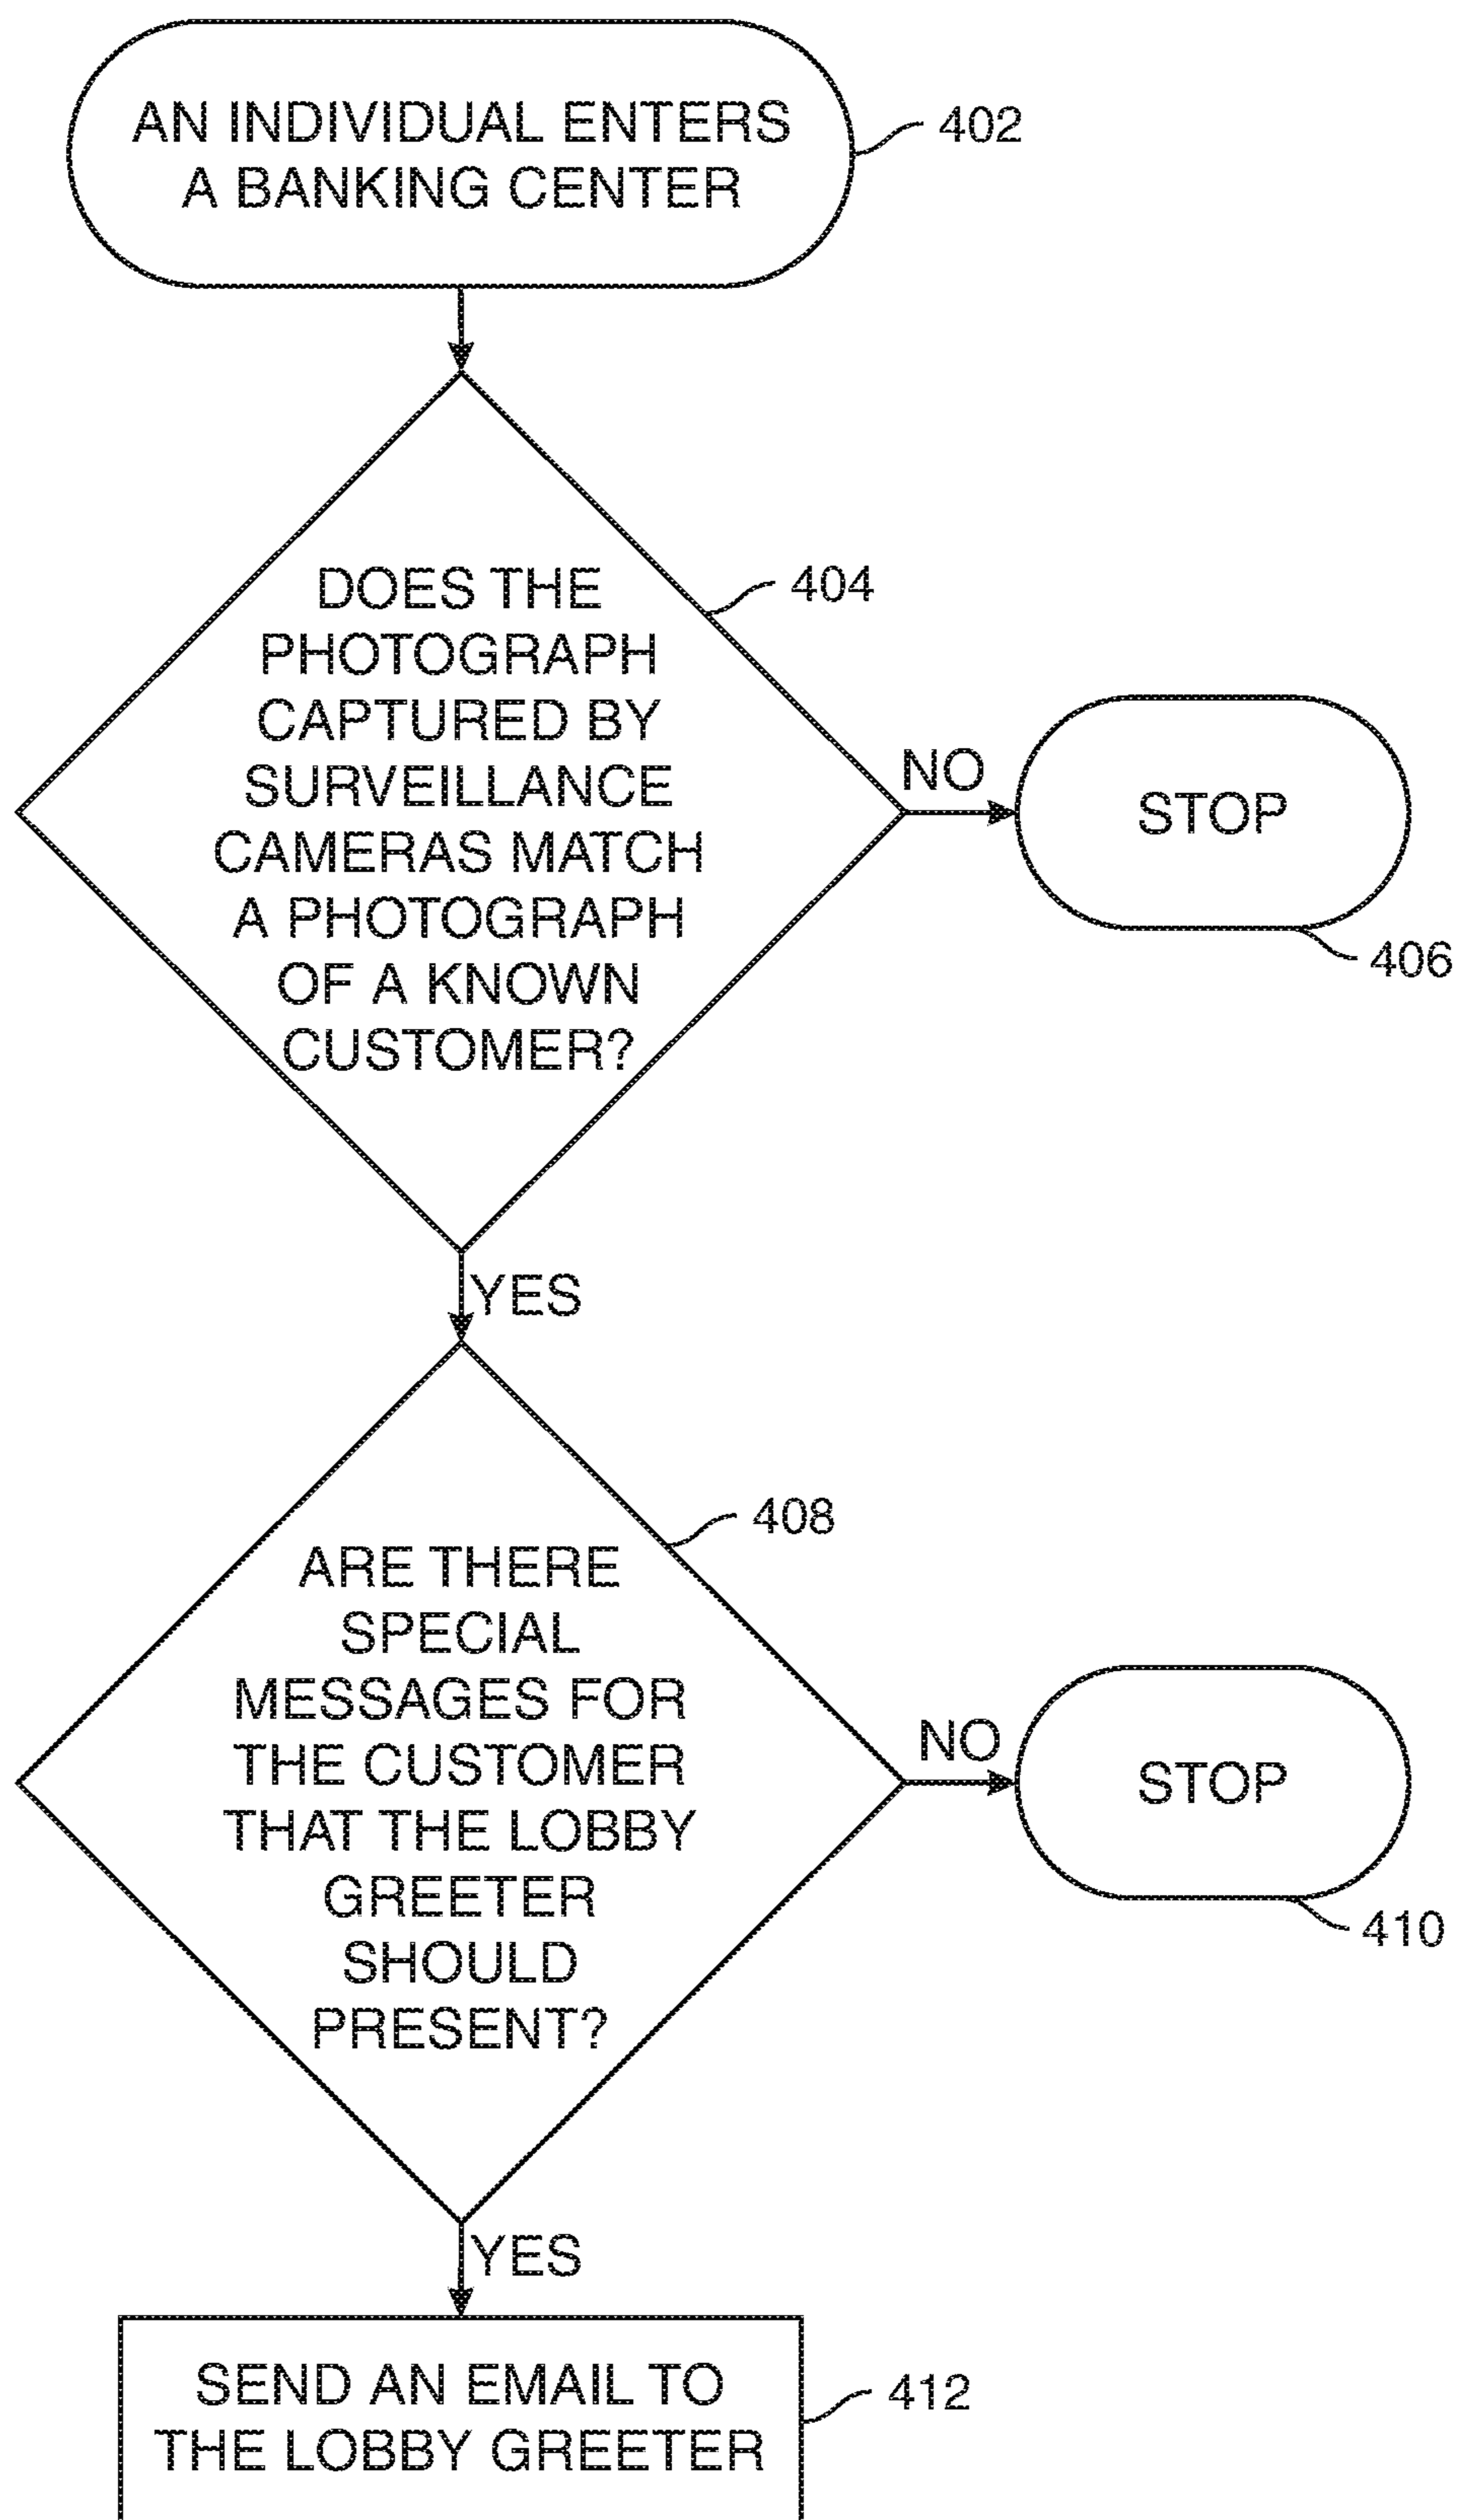 AN INDIVIDUAL ENTERS
A BANKING CENTER
402
DOES THE
PHOTOGRAPH
CAPTURED BY
SURVEILLANCE
CAMERAS MATCH
A PHOTOGRAPH
OF A KNOWN
CUSTOMER?
404
NO
STOP
406
YES
ARE THERE
SPECIAL
MESSAGES FOR
THE CUSTOMER
THAT THE LOBBY
GREETER
SHOULD
PRESENT?
408
NO
STOP
410
YES
SEND AN EMAIL TO
THE LOBBY GREETER
412